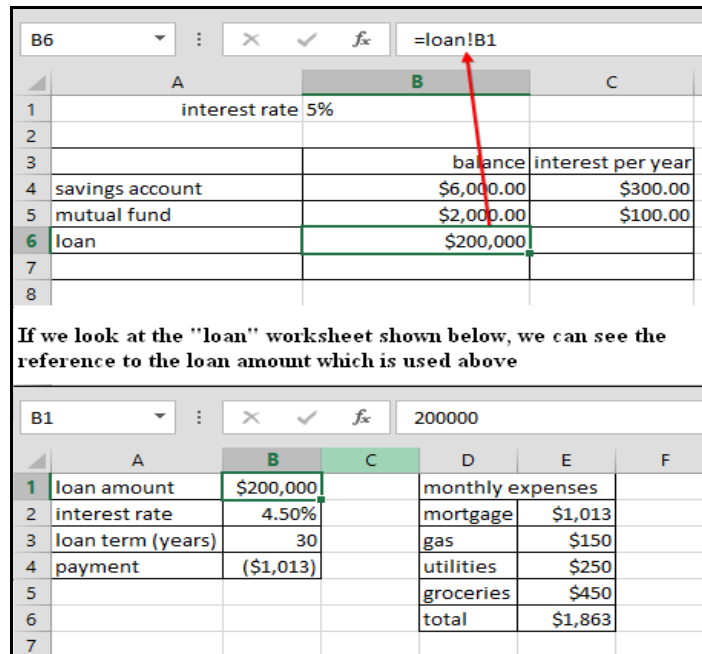 B6 fx =loan!B1
A B C
1 interest rate 5%
2
3 balance interest per year
4 savings account $6,000.00 $300.00
5 mutual fund $2,000.00 $100.00
6 loan $200,000
7
8
If we look at the "loan" worksheet shown below, we can see the
reference to the loan amount which is used above
B1 fx 200000
A B C D E F
1 loan amount $200,000 monthly expenses
2 interest rate 4.50% mortgage $1,013
3 loan term (years) 30 gas $150
4 payment ($1,013) utilities $250
5 groceries $450
6 total $1,863
7